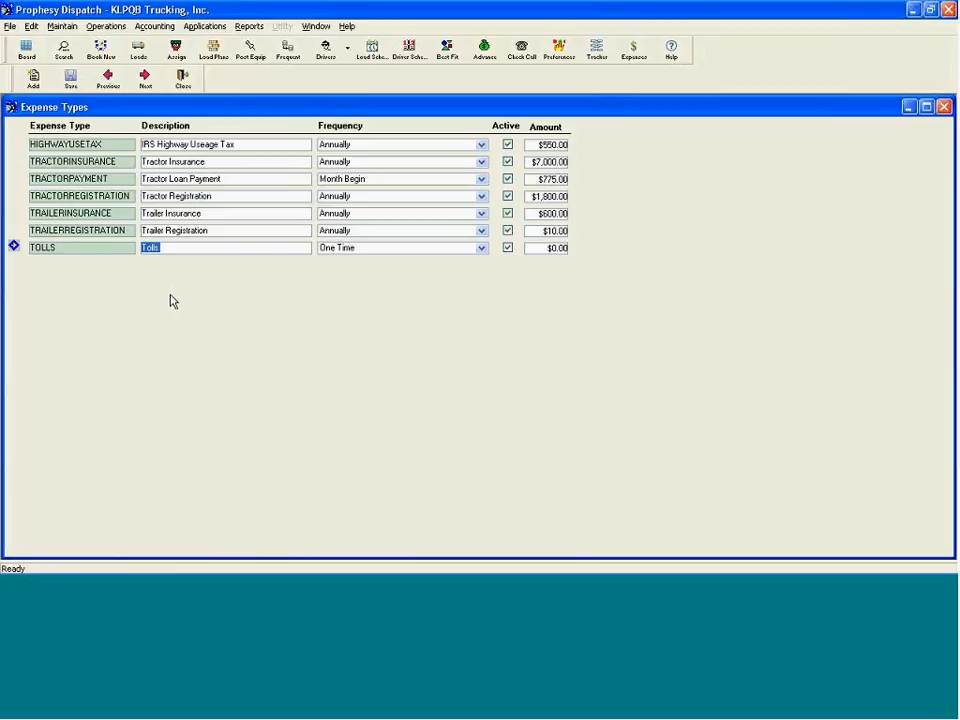 Prophesy Dispatch - KLPQB Trucking, Inc.
File Edit Maintain Operations Accounting Applications Reports Utility Window Help
Board Search Book New Loads Assign Load Plans Post Equip Frequent Drivers Load Sche... Driver Sche... Best Fit Advance Check Call Preferences Tracker Expenses Help
Add Save Previous Next Close
Expense Types
Expense Type Description Frequency Active Amount
HIGHWAYUSETAX IRS Highway Useage Tax Annually $550.00
TRACTORINSURANCE Tractor Insurance Annually $7,000.00
TRACTORPAYMENT Tractor Loan Payment Month Begin $775.00
TRACTORREGISTRATION Tractor Registration Annually $1,800.00
TRAILERINSURANCE Trailer Insurance Annually $600.00
TRAILERREGISTRATION Trailer Registration Annually $10.00
TOLLS Tolls One Time $0.00
Ready